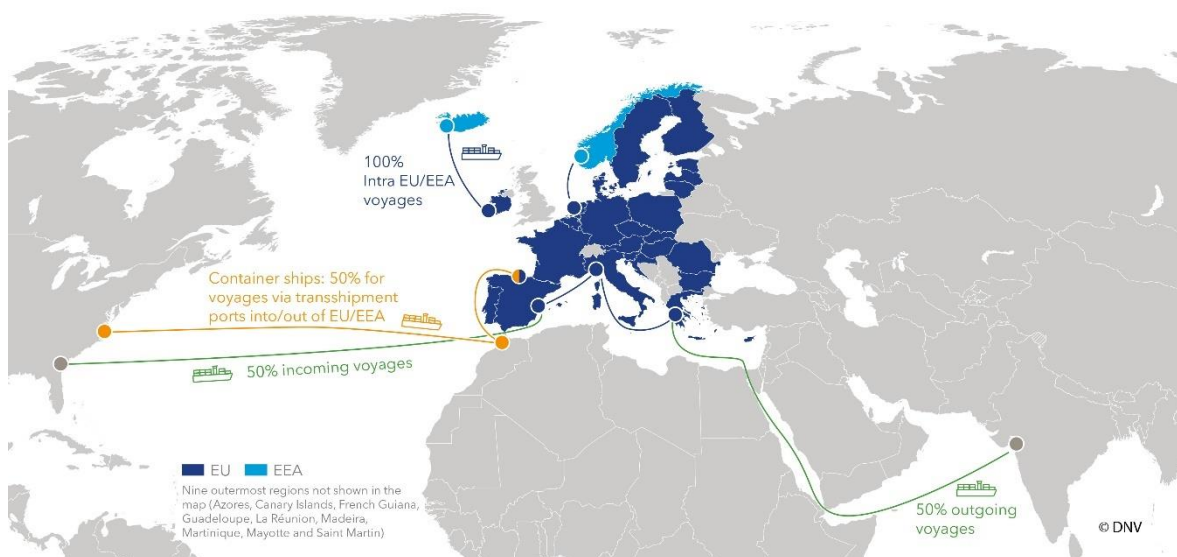 100%
Intra EU/EEA
voyages
Container ships: 50% for
voyages via transshipment
ports into/out of EU/EEA
50% incoming voyages
EU EEA
Nine outermost regions not shown in the
map (Azores, Canary Islands, French Guiana,
Guadeloupe, La Réunion, Madeira,
Martinique, Mayotte and Saint Martin)
50% outgoing
voyages
© DNV